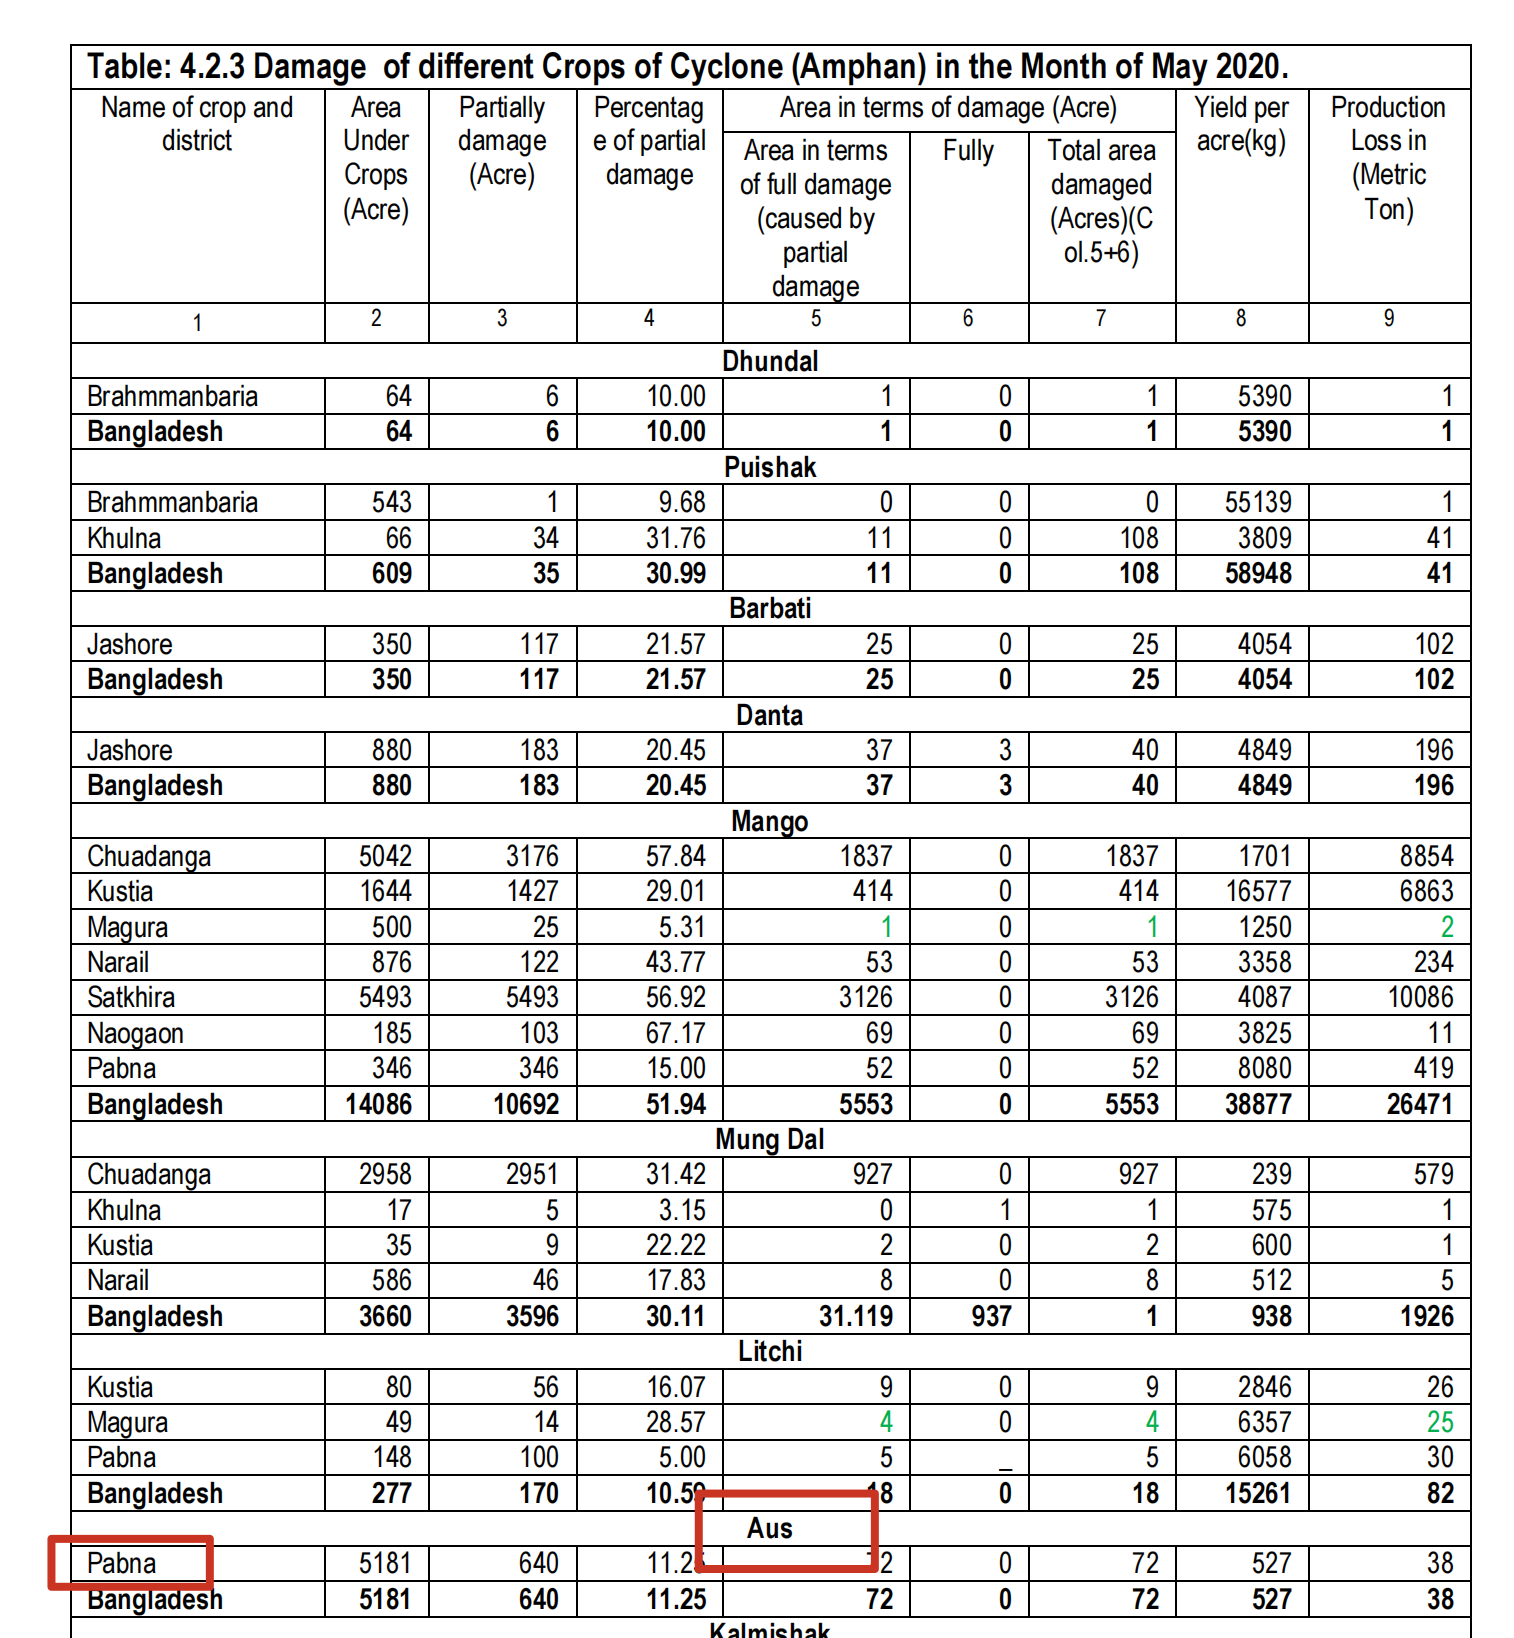 Table: 4.2.3 Damage of different Crops of Cyclone (Amphan) in the Month of May 2020.
Name of crop and district Area Under Crops (Acre) Partially damage (Acre) Percentag e of partial damage Area in terms of damage (Acre) Yield per acre(kg) Production Loss in (Metric Ton)
Area in terms of full damage (caused by partial damage Fully Total area damaged (Acres)(C ol.5+6)
1 2 3 4 5 6 7 8 9
Dhundal
Brahmmanbaria 64 6 10.00 1 0 1 5390 1
Bangladesh 64 6 10.00 1 0 1 5390 1
Puishak
Brahmmanbaria 543 1 9.68 0 0 0 55139 1
Khulna 66 34 31.76 11 0 108 3809 41
Bangladesh 609 35 30.99 11 0 108 58948 41
Barbati
Jashore 350 117 21.57 25 0 25 4054 102
Bangladesh 350 117 21.57 25 0 25 4054 102
Danta
Jashore 880 183 20.45 37 3 40 4849 196
Bangladesh 880 183 20.45 37 3 40 4849 196
Mango
Chuadanga 5042 3176 57.84 1837 0 1837 1701 8854
Kustia 1644 1427 29.01 414 0 414 16577 6863
Magura 500 25 5.31 1 0 1 1250 2
Narail 876 122 43.77 53 0 53 3358 234
Satkhira 5493 5493 56.92 3126 0 3126 4087 10086
Naogaon 185 103 67.17 69 0 69 3825 11
Pabna 346 346 15.00 52 0 52 8080 419
Bangladesh 14086 10692 51.94 5553 0 5553 38877 26471
Mung Dal
Chuadanga 2958 2951 31.42 927 0 927 239 579
Khulna 17 5 3.15 0 1 1 575 1
Kustia 35 9 22.22 2 0 2 600 1
Narail 586 46 17.83 8 0 8 512 5
Bangladesh 3660 3596 30.11 31.119 937 1 938 1926
Litchi
Kustia 80 56 16.07 9 0 9 2846 26
Magura 49 14 28.57 4 0 4 6357 25
Pabna 148 100 5.00 5 _ 5 6058 30
Bangladesh 277 170 10.59 18 0 18 15261 82
Aus
Pabna 5181 640 11.25 72 0 72 527 38
Bangladesh 5181 640 11.25 72 0 72 527 38
Kalmishak